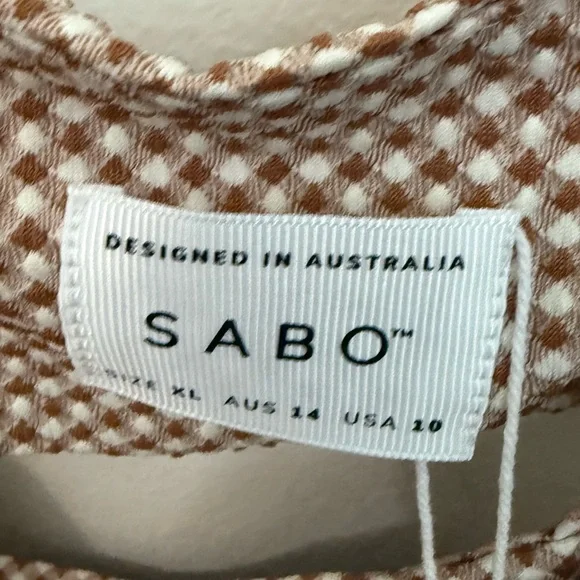 DESIGNED IN AUSTRALIA
SABO™
SIZE XL AUS 14 USA 10